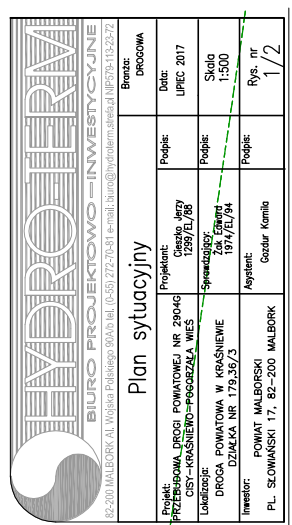 HYDRO-TERM
BIURO PROJEKTOWO-INWESTYCYJNE
82-200 MALBORK Al. Wojska Polskiego 90A/b tel. (0-55) 272-70-81 e-mail: biuro@hydroterm.strefa.pl NIP579-113-23-72
Plan sytuacyjny
Branża:
DROGOWA
Projekt:
PRZEBUDOWA DROGI POWIATOWEJ NR 2904G
CISY-KRAŚNIEWO-POGORZAŁA WIEŚ
Projektant:
Cieszko Jerzy
1299/EL/88
Podpis:
Data:
LIPIEC 2017
Lokalizacja:
DROGA POWIATOWA W KRAŚNIEWIE
DZIAŁKA NR 179,36/3
Sprawdzający:
Żak Edward
1974/EL/94
Podpis:
Skala
1:500
Inwestor:
POWIAT MALBORSKI
PL. SŁOWIAŃSKI 17, 82-200 MALBORK
Asystent:
Gozdur Kamila
Podpis:
Rys. nr
1/2